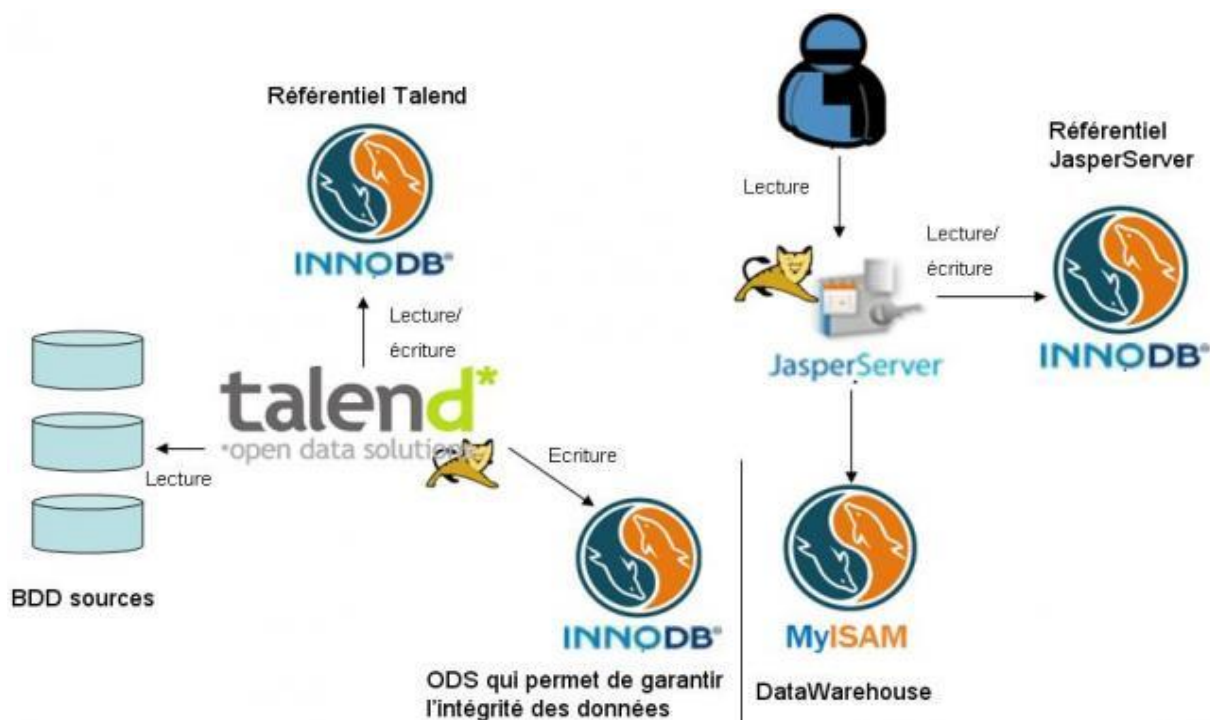 Référentiel Talend
INNODB®
Lecture/
écriture
talend*
•open data solutions
Lecture
BDD sources
Ecriture
INNODB®
ODS qui permet de garantir
l'intégrité des données
Lecture
JasperServer
Lecture/
écriture
Référentiel
JasperServer
INNODB®
MyISAM
DataWarehouse